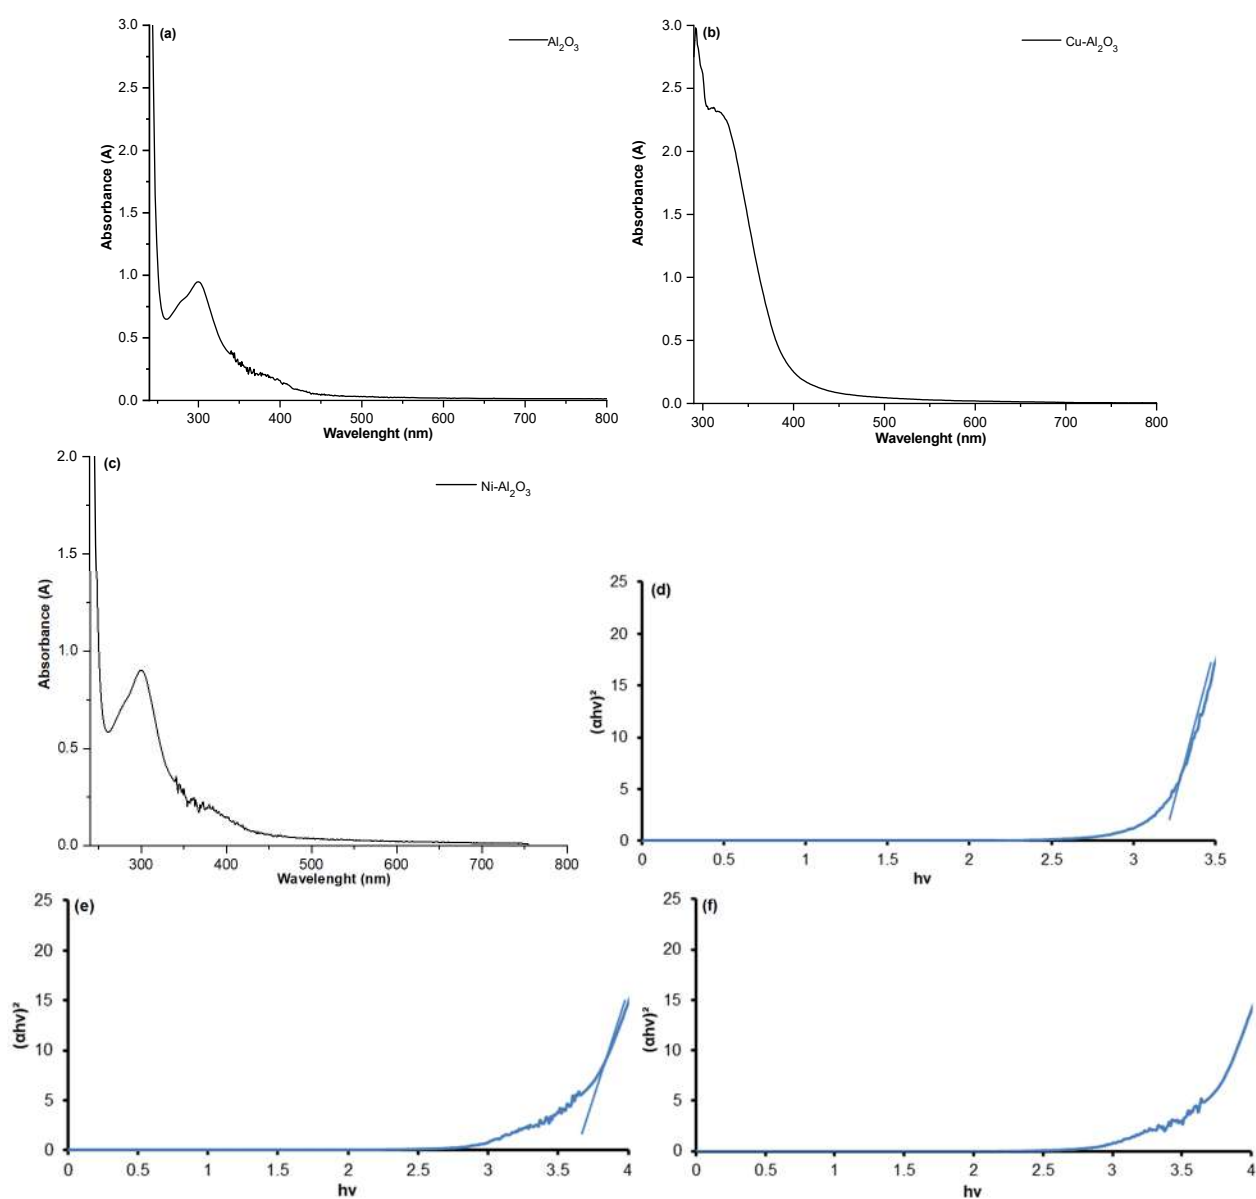 (a)
Al₂O₃
Absorbance (A)
3.0
2.5
2.0
1.5
1.0
0.5
0.0
300 400 500 600 700 800
Wavelenght (nm)
(b)
Cu-Al₂O₃
Absorbance (A)
3.0
2.5
2.0
1.5
1.0
0.5
0.0
300 400 500 600 700 800
Wavelenght (nm)
(c)
Ni-Al₂O₃
Absorbance (A)
2.0
1.5
1.0
0.5
0.0
300 400 500 600 700 800
Wavelenght (nm)
(d)
(αhv)²
25
20
15
10
5
0
0 0.5 1 1.5 2 2.5 3 3.5
hv
(e)
(αhv)²
25
20
15
10
5
0
0 0.5 1 1.5 2 2.5 3 3.5 4
hv
(f)
(αhv)²
25
20
15
10
5
0
0 0.5 1 1.5 2 2.5 3 3.5 4
hv